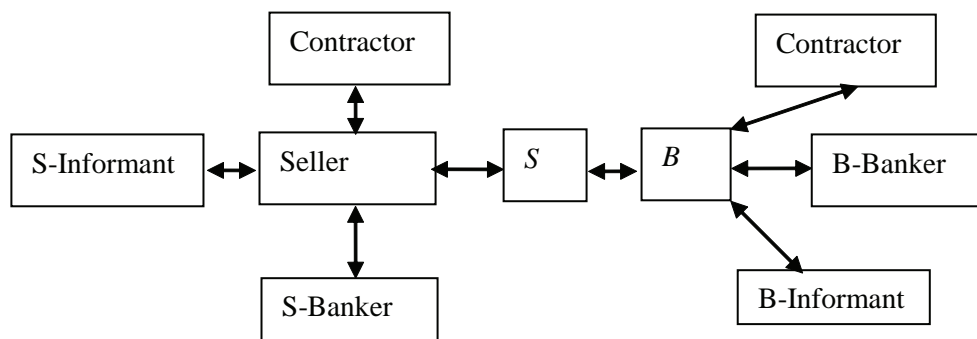 Contractor
Contractor
S-Informant
Seller
S
B
B-Banker
S-Banker
B-Informant